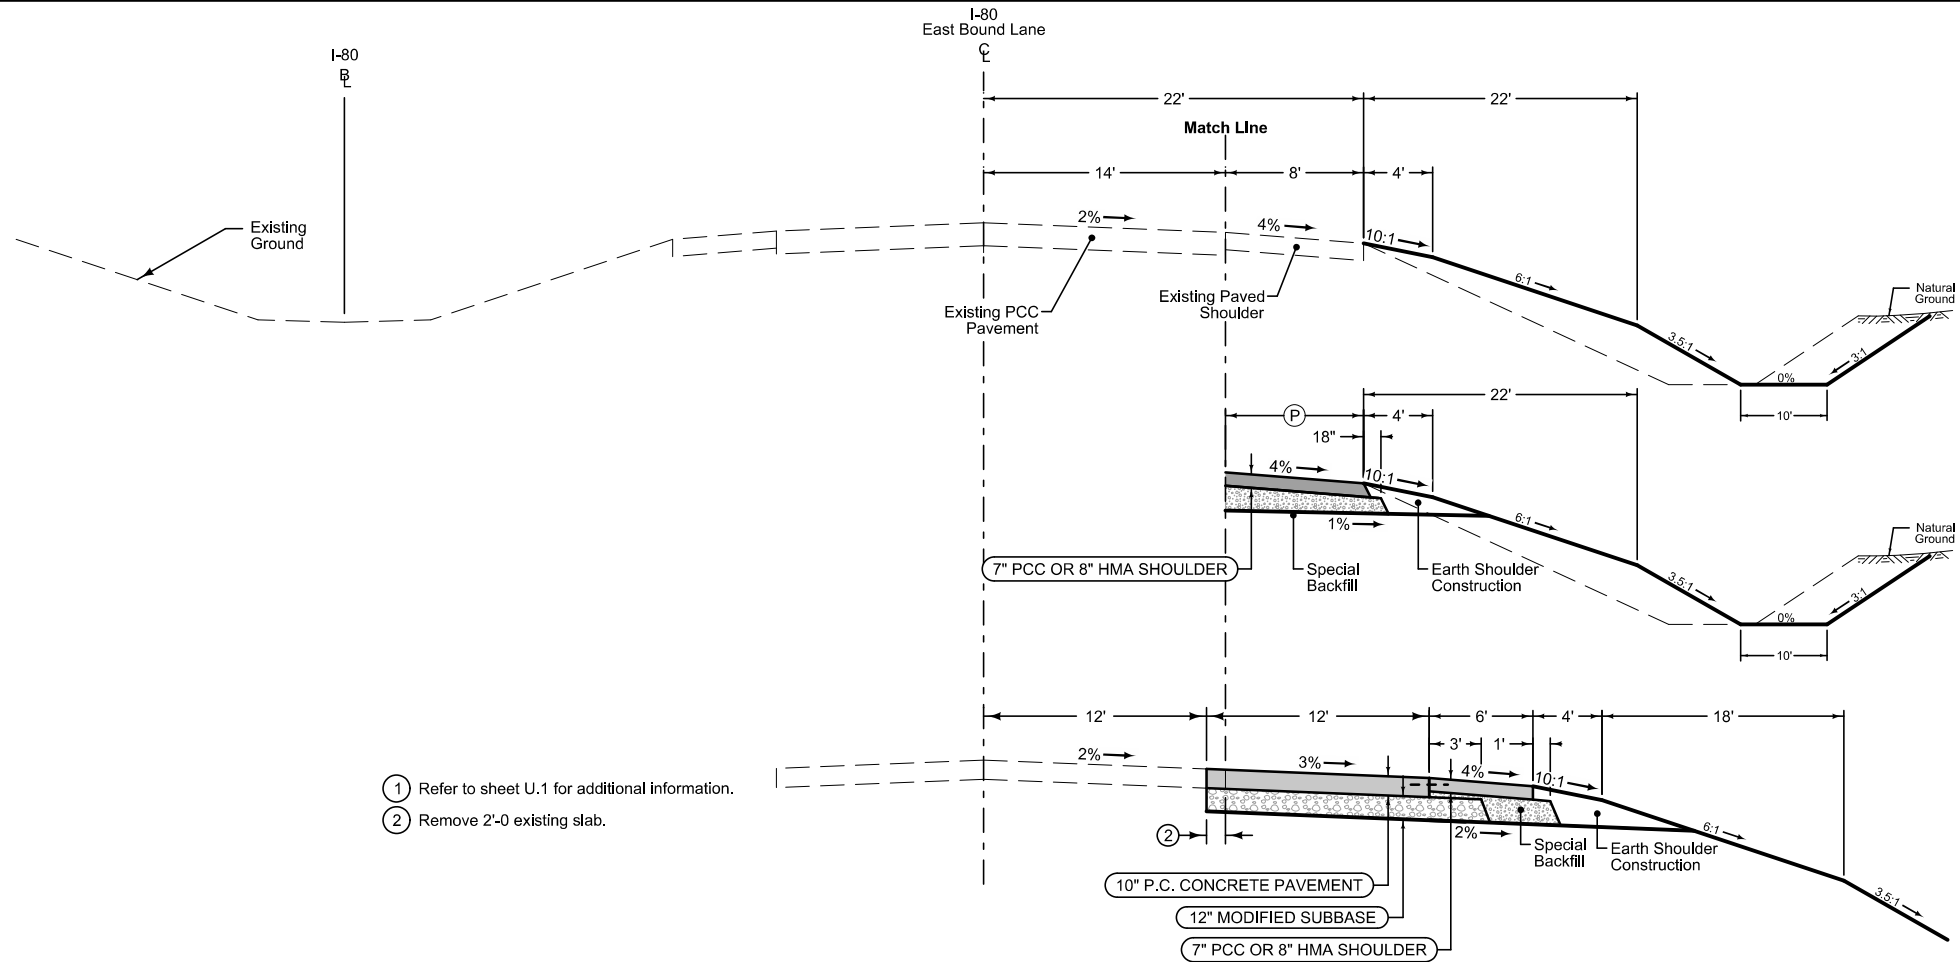 I-80
East Bound Lane
CL
I-80
BL
22'
22'
Match Line
14'
8'
4'
Existing
Ground
2%
4%
10:1
6:1
Existing PCC
Pavement
Existing Paved
Shoulder
Natural
Ground
3.5:1
3:1
0%
10'
22'
P
4'
18"
4%
10:1
6:1
1%
Natural
Ground
7" PCC OR 8" HMA SHOULDER
Special
Backfill
Earth Shoulder
Construction
3.5:1
3:1
0%
10'
12'
12'
6'
4'
18'
3'
1'
2%
3%
4%
10:1
1 Refer to sheet U.1 for additional information.
2 Remove 2'-0 existing slab.
2
2%
6:1
Special
Backfill
Earth Shoulder
Construction
10" P.C. CONCRETE PAVEMENT
3.5:1
12" MODIFIED SUBBASE
7" PCC OR 8" HMA SHOULDER